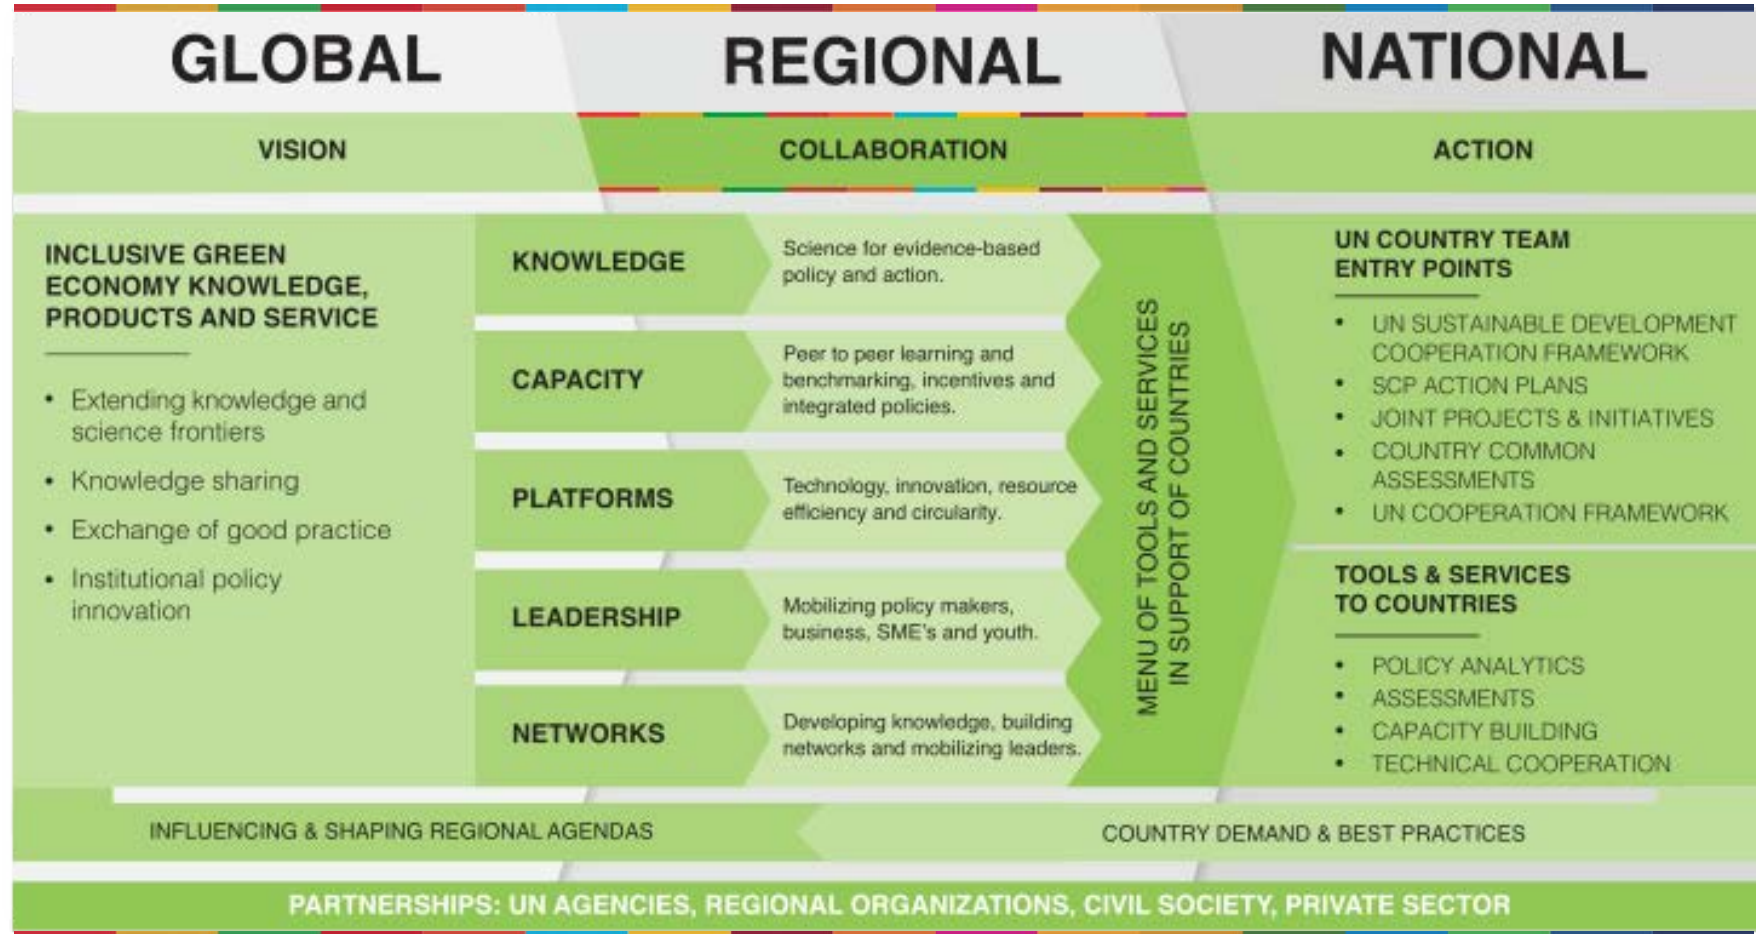 GLOBAL
REGIONAL
NATIONAL
VISION
COLLABORATION
ACTION
INCLUSIVE GREEN
ECONOMY KNOWLEDGE,
PRODUCTS AND SERVICE
• Extending knowledge and
science frontiers
• Knowledge sharing
• Exchange of good practice
• Institutional policy
innovation
KNOWLEDGE
Science for evidence-based
policy and action.
CAPACITY
Peer to peer learning and
benchmarking, incentives and
integrated policies.
PLATFORMS
Technology, innovation, resource
efficiency and circularity.
LEADERSHIP
Mobilizing policy makers,
business, SME's and youth.
NETWORKS
Developing knowledge, building
networks and mobilizing leaders.
MENU OF TOOLS AND SERVICES
IN SUPPORT OF COUNTRIES
UN COUNTRY TEAM
ENTRY POINTS
• UN SUSTAINABLE DEVELOPMENT
COOPERATION FRAMEWORK
• SCP ACTION PLANS
• JOINT PROJECTS & INITIATIVES
• COUNTRY COMMON
ASSESSMENTS
• UN COOPERATION FRAMEWORK
TOOLS & SERVICES
TO COUNTRIES
• POLICY ANALYTICS
• ASSESSMENTS
• CAPACITY BUILDING
• TECHNICAL COOPERATION
INFLUENCING & SHAPING REGIONAL AGENDAS
COUNTRY DEMAND & BEST PRACTICES
PARTNERSHIPS: UN AGENCIES, REGIONAL ORGANIZATIONS, CIVIL SOCIETY, PRIVATE SECTOR